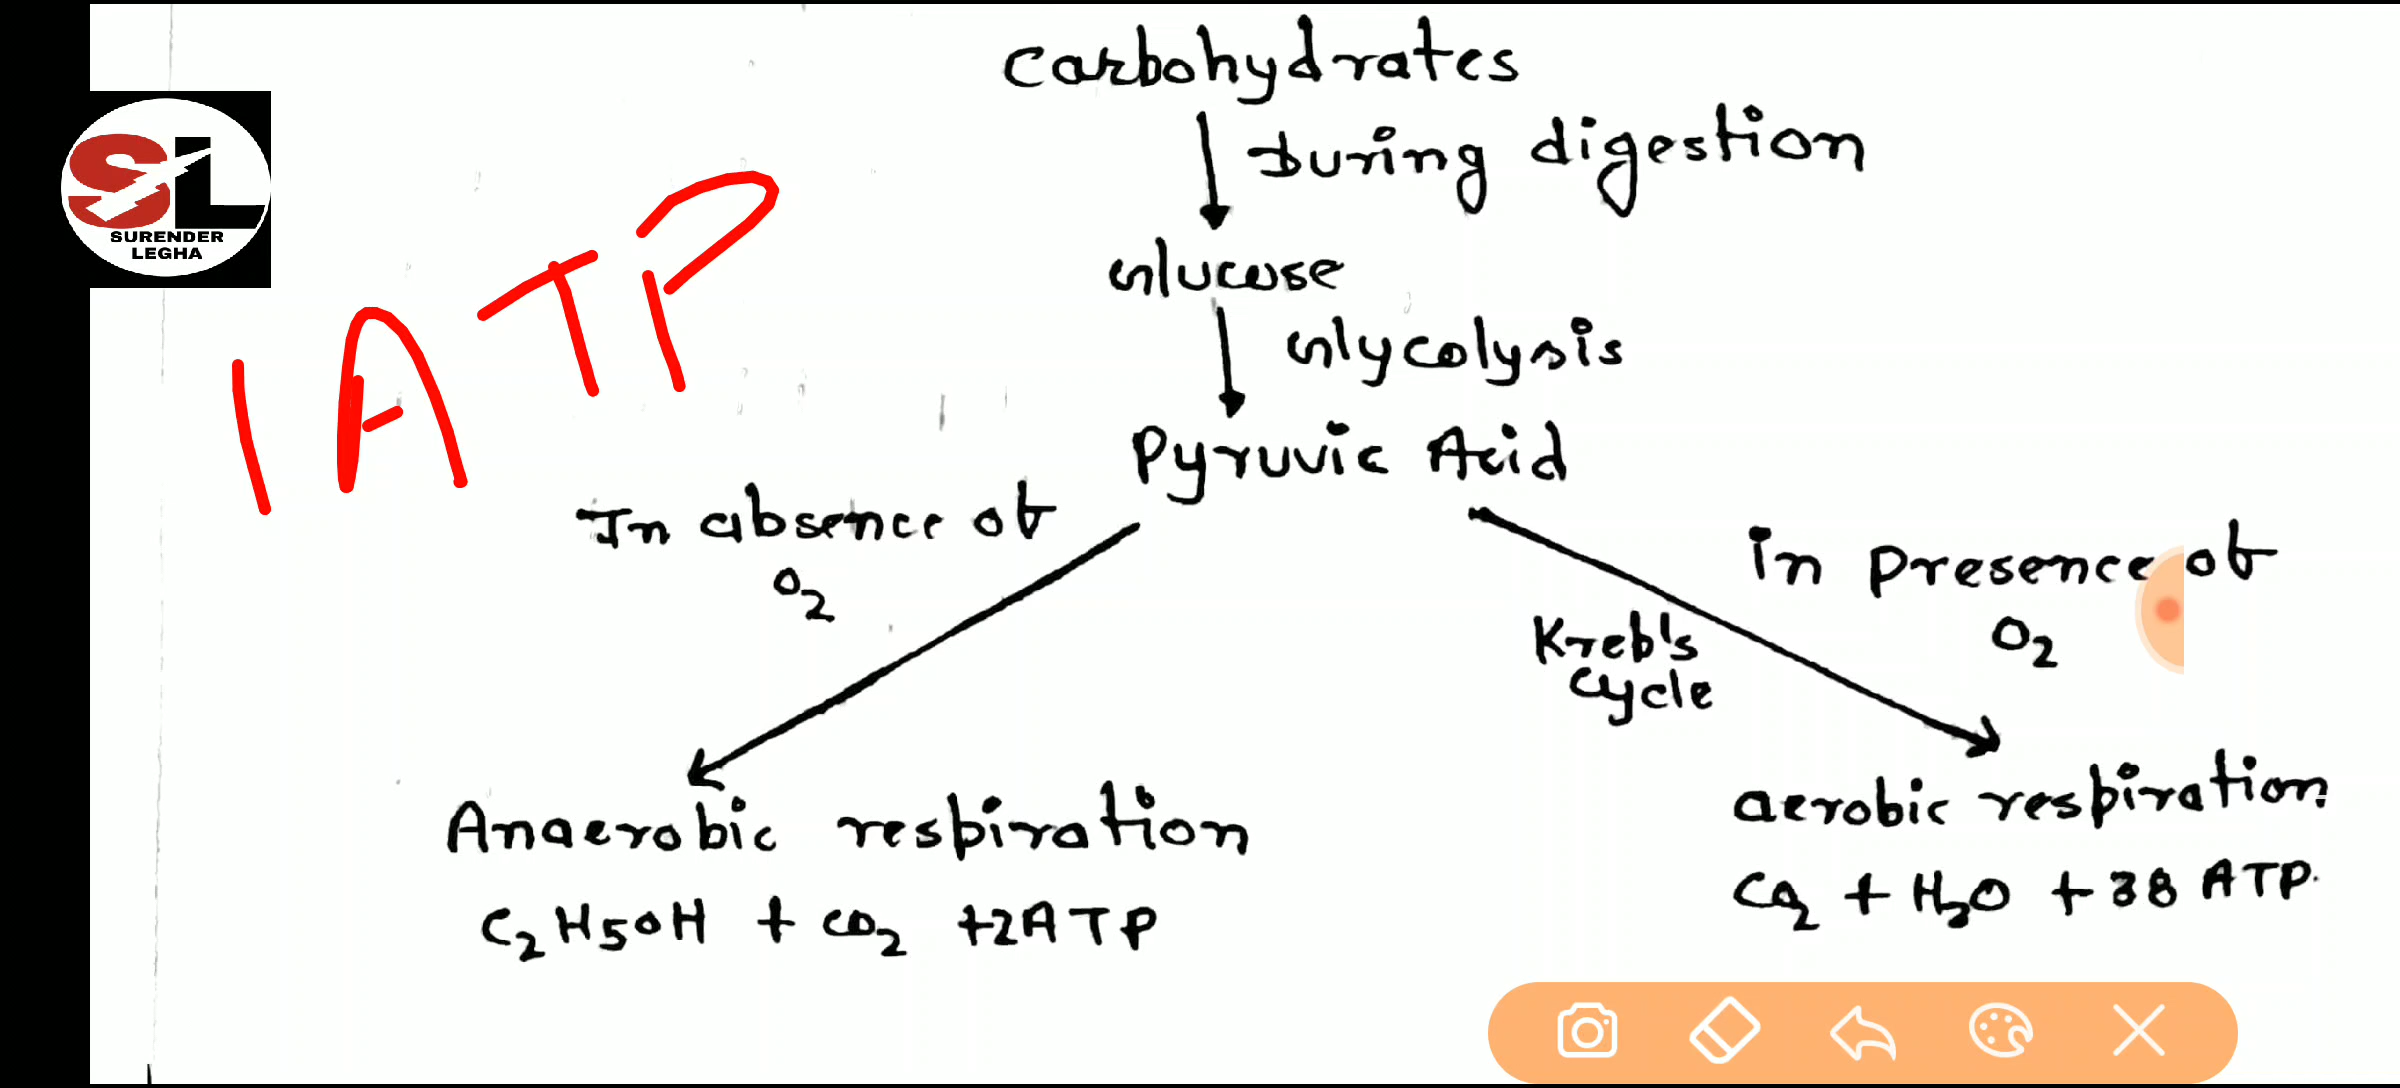 Carbohydrates
During digestion
Glucose
Glycolysis
Pyruvic Acid
1 ATP
In absence of
O2
in presence of
O2
Kreb's
cycle
Anaerobic respiration
C2H5OH + CO2 +2ATP
aerobic respiration
CO2 + H2O + 38 ATP.
SL
SURENDER
LEGHA